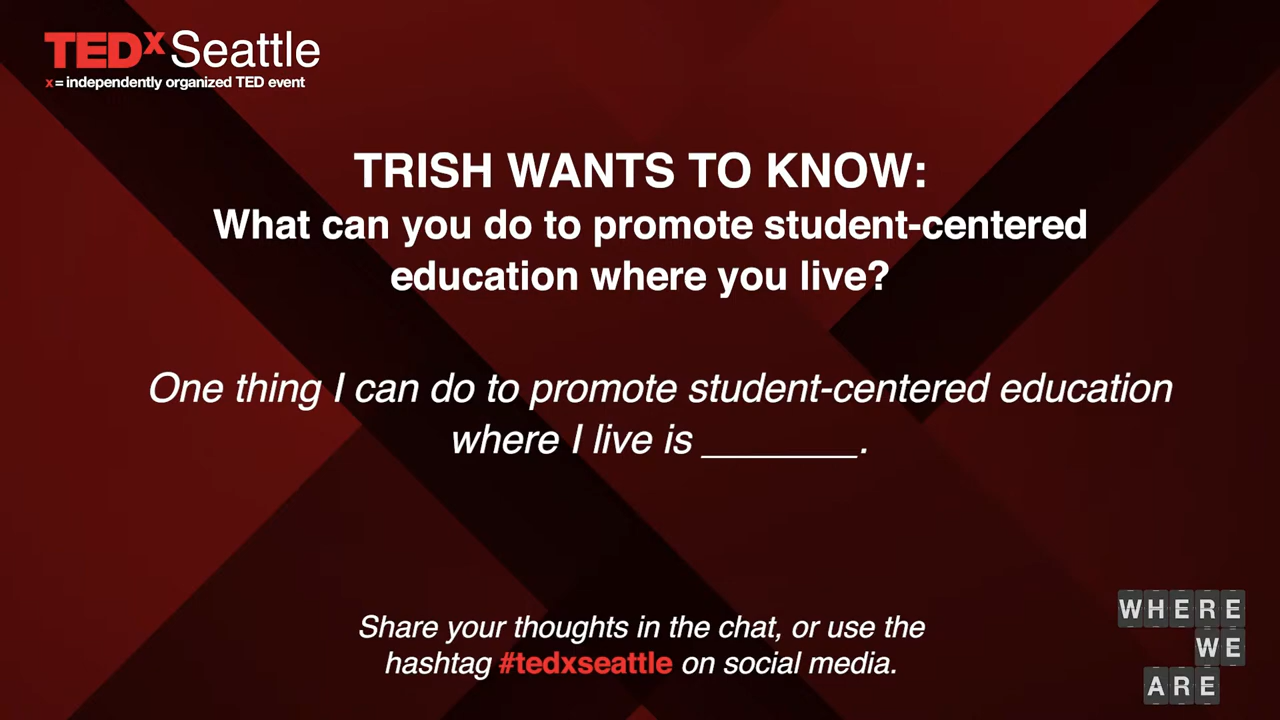 TEDxSeattle
x = independently organized TED event
TRISH WANTS TO KNOW:
What can you do to promote student-centered
education where you live?
One thing I can do to promote student-centered education
where I live is _______.
Share your thoughts in the chat, or use the
hashtag #tedxseattle on social media.
WHERE
WE
ARE